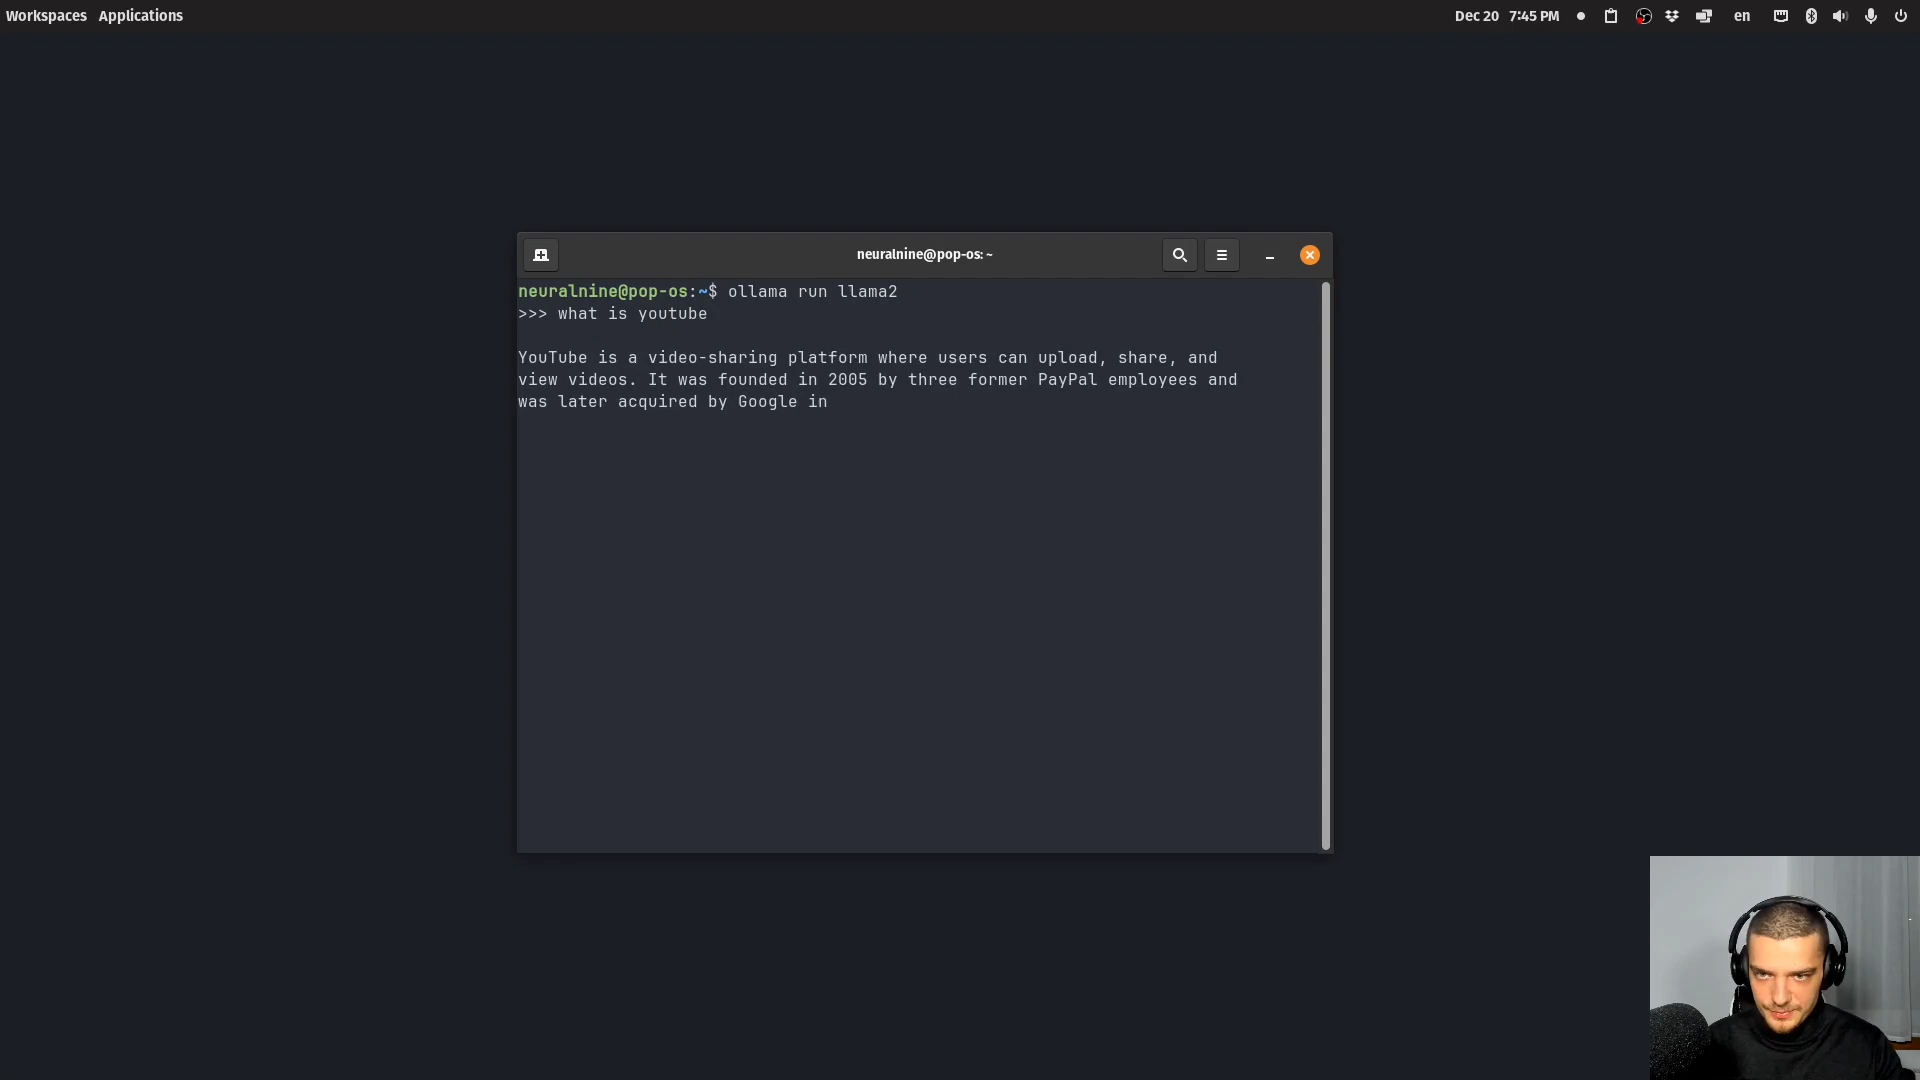 Workspaces Applications
Dec 20 7:45 PM
en
neuralnine@pop-os: ~
neuralnine@pop-os:~$ ollama run llama2
>>> what is youtube
YouTube is a video-sharing platform where users can upload, share, and
view videos. It was founded in 2005 by three former PayPal employees and
was later acquired by Google in